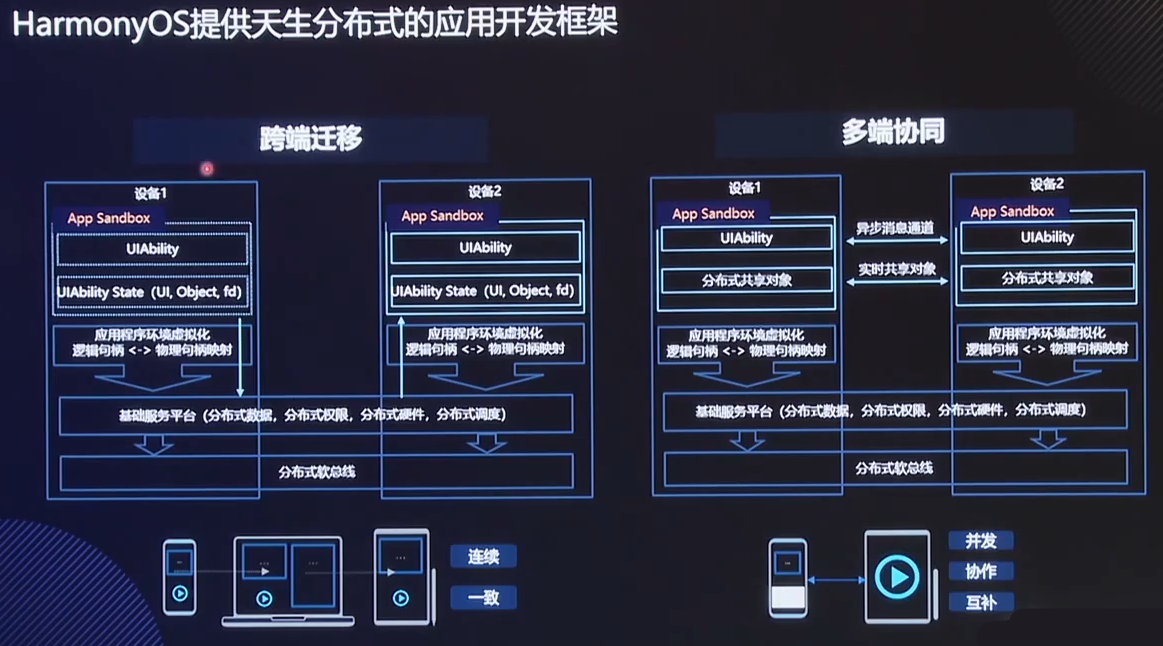 HarmonyOS提供天生分布式的应用开发框架
跨端迁移
设备1
App Sandbox
UIAbility
UIAbility State（UI, Object, fd）
应用程序环境虚拟化
逻辑句柄 <-> 物理句柄映射
设备2
App Sandbox
UIAbility
UIAbility State（UI, Object, fd）
应用程序环境虚拟化
逻辑句柄 <-> 物理句柄映射
基础服务平台（分布式数据，分布式权限，分布式硬件，分布式调度）
分布式软总线
连续
一致
多端协同
设备1
App Sandbox
UIAbility
分布式共享对象
应用程序环境虚拟化
逻辑句柄 <-> 物理句柄映射
异步消息通道
实时共享对象
设备2
App Sandbox
UIAbility
分布式共享对象
应用程序环境虚拟化
逻辑句柄 <-> 物理句柄映射
基础服务平台（分布式数据，分布式权限，分布式硬件，分布式调度）
分布式软总线
并发
协作
互补